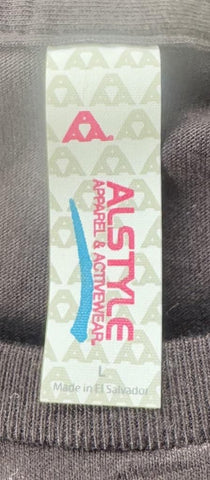 A
ALSTYLE
APPAREL & ACTIVEWEAR
L
Made in El Salvador